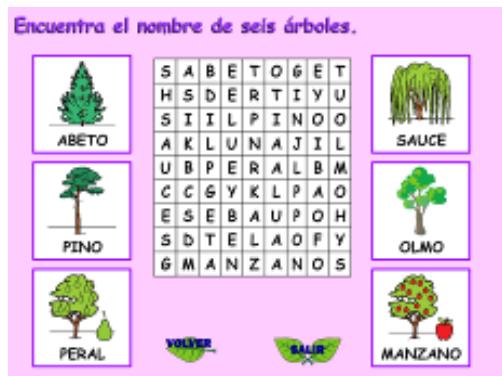 Encuentra el nombre de seis árboles.
S A B E T O G E T
H S D E R T I Y U
S I I L P I N O O
A K L U N A J I L
U B P E R A L B M
C C G Y K L P A O
E S E B A U P O H
S D T E L A O F Y
G M A N Z A N O S
ABETO
SAUCE
PINO
OLMO
PERAL
MANZANO
VOLVER
SALIR